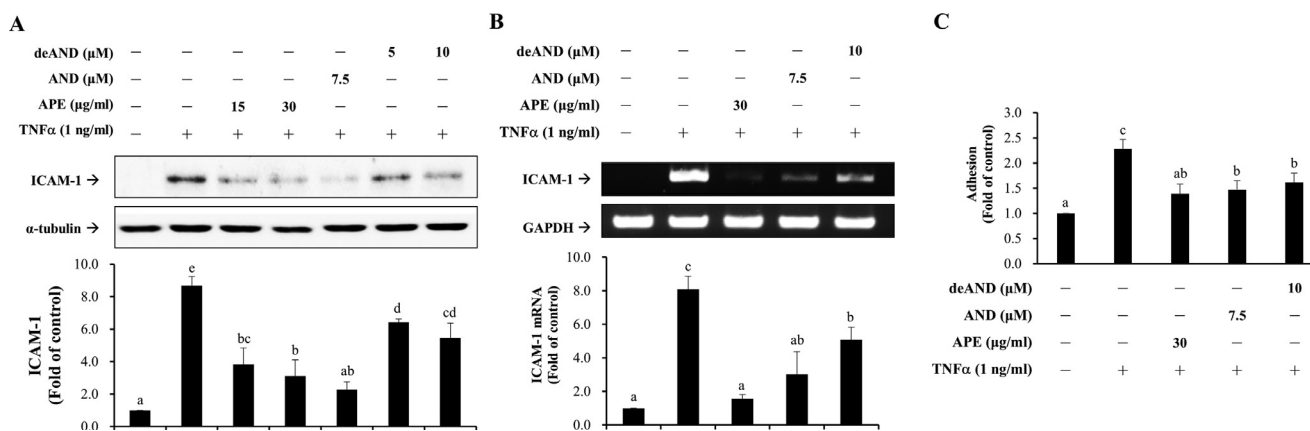 A
deAND (μM) – – – – – 5 10
AND (μM) – – – – 7.5 – –
APE (μg/ml) – – 15 30 – – –
TNFα (1 ng/ml) – + + + + + +
ICAM-1 →
α-tubulin →
ICAM-1
(Fold of control)
10.0
8.0
6.0
4.0
2.0
0.0
a e bc b ab d cd
B
deAND (μM) – – – – 10
AND (μM) – – – 7.5 –
APE (μg/ml) – – 30 – –
TNFα (1 ng/ml) – + + + +
ICAM-1 →
GAPDH →
ICAM-1 mRNA
(Fold of control)
10.0
8.0
6.0
4.0
2.0
0.0
a c a ab b
C
Adhesion
(Fold of control)
3.0
2.5
2.0
1.5
1.0
0.5
0.0
a c ab b b
deAND (μM) – – – – 10
AND (μM) – – – 7.5 –
APE (μg/ml) – – 30 – –
TNFα (1 ng/ml) – + + + +